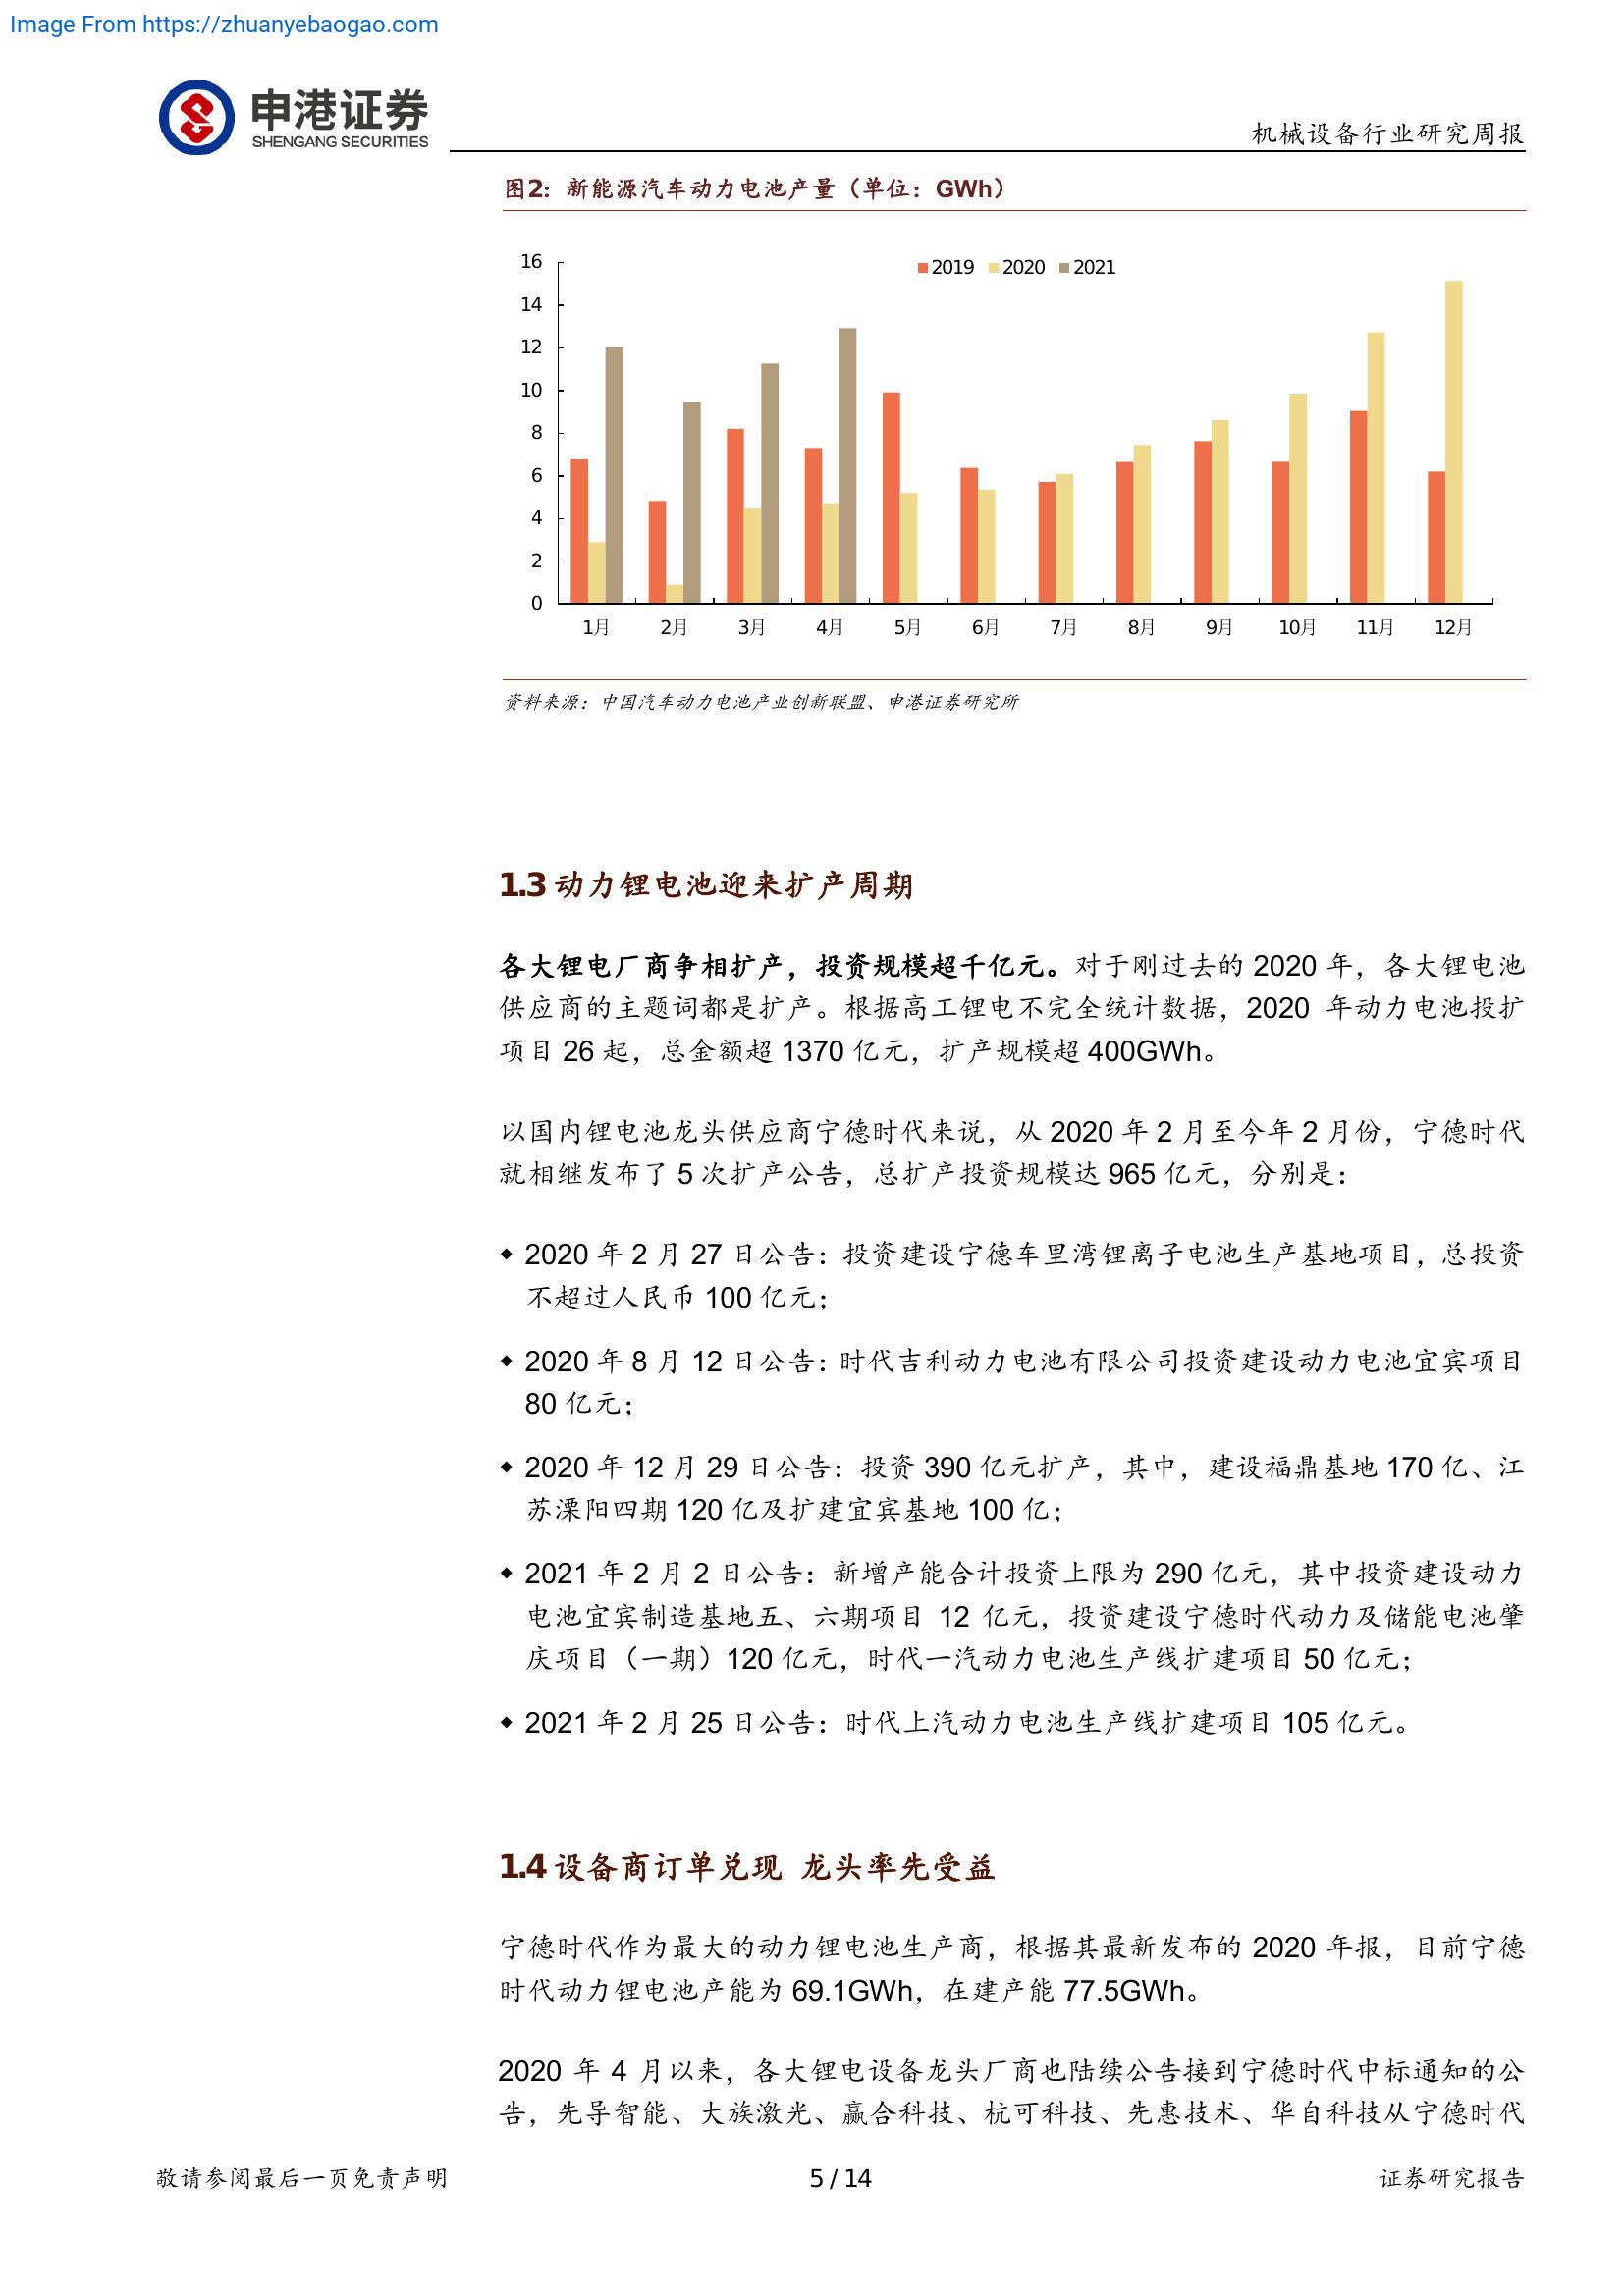 Image From https://zhuanyebaogao.com
申港证券
SHENGANG SECURITIES
机械设备行业研究周报
图2：新能源汽车动力电池产量（单位：GWh）
2019 2020 2021
16
14
12
10
8
6
4
2
0
1月 2月 3月 4月 5月 6月 7月 8月 9月 10月 11月 12月
资料来源：中国汽车动力电池产业创新联盟、申港证券研究所
1.3 动力锂电池迎来扩产周期
各大锂电厂商争相扩产，投资规模超千亿元。对于刚过去的 2020 年，各大锂电池
供应商的主题词都是扩产。根据高工锂电不完全统计数据，2020 年动力电池投扩
项目 26 起，总金额超 1370 亿元，扩产规模超 400GWh。
以国内锂电池龙头供应商宁德时代来说，从 2020 年 2 月至今年 2 月份，宁德时代
就相继发布了 5 次扩产公告，总扩产投资规模达 965 亿元，分别是：
◆ 2020 年 2 月 27 日公告：投资建设宁德车里湾锂离子电池生产基地项目，总投资
不超过人民币 100 亿元；
◆ 2020 年 8 月 12 日公告：时代吉利动力电池有限公司投资建设动力电池宜宾项目
80 亿元；
◆ 2020 年 12 月 29 日公告：投资 390 亿元扩产，其中，建设福鼎基地 170 亿、江
苏溧阳四期 120 亿及扩建宜宾基地 100 亿；
◆ 2021 年 2 月 2 日公告：新增产能合计投资上限为 290 亿元，其中投资建设动力
电池宜宾制造基地五、六期项目 12 亿元，投资建设宁德时代动力及储能电池肇
庆项目（一期）120 亿元，时代一汽动力电池生产线扩建项目 50 亿元；
◆ 2021 年 2 月 25 日公告：时代上汽动力电池生产线扩建项目 105 亿元。
1.4 设备商订单兑现 龙头率先受益
宁德时代作为最大的动力锂电池生产商，根据其最新发布的 2020 年报，目前宁德
时代动力锂电池产能为 69.1GWh，在建产能 77.5GWh。
2020 年 4 月以来，各大锂电设备龙头厂商也陆续公告接到宁德时代中标通知的公
告，先导智能、大族激光、赢合科技、杭可科技、先惠技术、华自科技从宁德时代
敬请参阅最后一页免责声明
5 / 14
证券研究报告